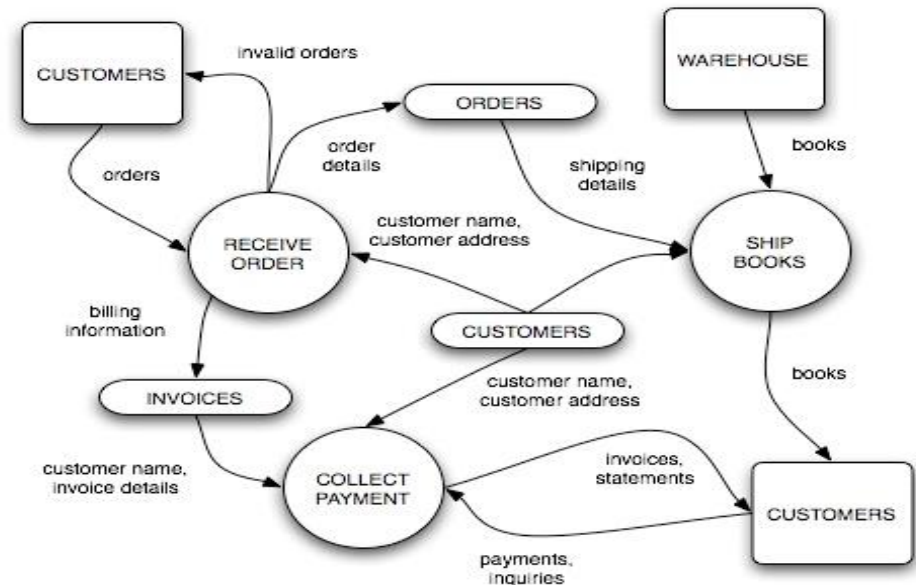 invalid orders
CUSTOMERS
WAREHOUSE
ORDERS
order
details
books
orders
shipping
details
customer name,
customer address
RECEIVE
ORDER
SHIP
BOOKS
billing
information
CUSTOMERS
books
customer name,
customer address
INVOICES
customer name,
invoice details
COLLECT
PAYMENT
invoices,
statements
CUSTOMERS
payments,
inquiries